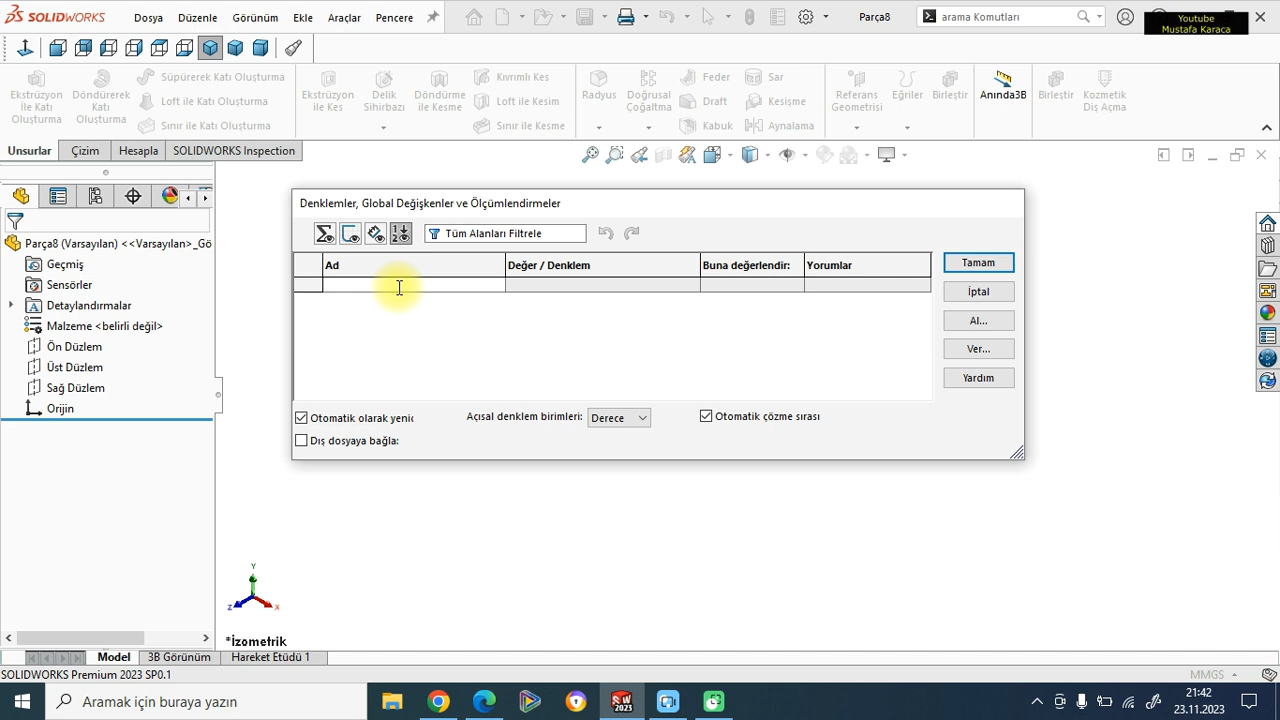 SOLIDWORKS
Dosya Düzenle Görünüm Ekle Araçlar Pencere
Parça8
arama Komutları
Youtube
Mustafa Karaca
Ekstrüzyon ile Katı Oluşturma
Döndürerek Katı Oluşturma
Süpürerek Katı Oluşturma
Loft ile Katı Oluşturma
Sınır ile Katı Oluşturma
Ekstrüzyon ile Kes
Delik Sihirbazı
Döndürme ile Kesme
Kıvrımlı Kes
Loft ile Kesim
Sınır ile Kesme
Radyus
Doğrusal Çoğaltma
Feder
Draft
Kabuk
Sar
Kesişme
Aynalama
Referans Geometrisi
Eğriler
Birleştir
Anında3B
Birleştir
Kozmetik Diş Açma
Unsurlar Çizim Hesapla SOLIDWORKS Inspection
Parça8 (Varsayılan) <<Varsayılan>_Gö
Geçmiş
Sensörler
Detaylandırmalar
Malzeme <belirli değil>
Ön Düzlem
Üst Düzlem
Sağ Düzlem
Orijin
Denklemler, Global Değişkenler ve Ölçümlendirmeler
Tüm Alanları Filtrele
Ad Değer / Denklem Buna değerlendir: Yorumlar
Tamam
İptal
Al...
Ver...
Yardım
Otomatik olarak yenic Açısal denklem birimleri: Derece Otomatik çözme sırası
Dış dosyaya bağla:
Y
Z
X
*İzometrik
Model 3B Görünüm Hareket Etüdü 1
SOLIDWORKS Premium 2023 SP0.1
MMGS
Aramak için buraya yazın
SW
2023
21:42
23.11.2023